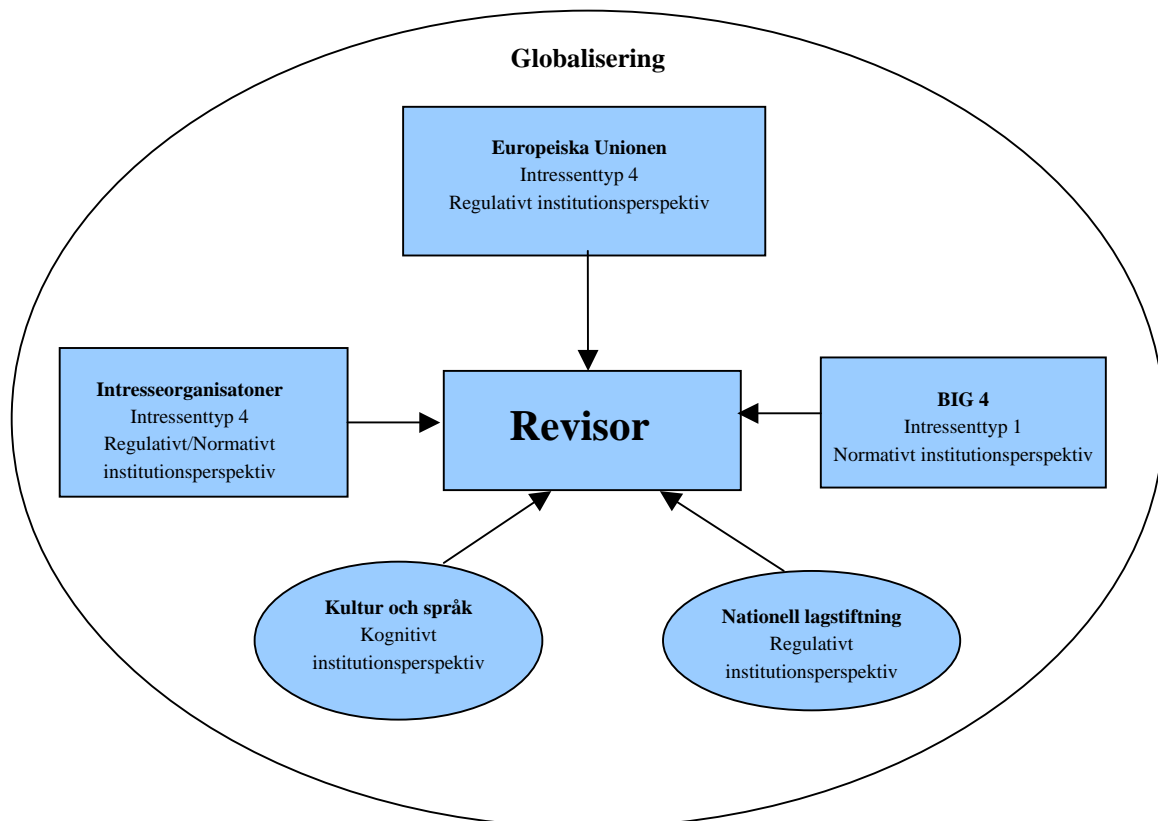 Globalisering
Europeiska Unionen
Intressenttyp 4
Regulativt institutionsperspektiv
Intresseorganisatoner
Intressenttyp 4
Regulativt/Normativt
institutionsperspektiv
Revisor
BIG 4
Intressenttyp 1
Normativt institutionsperspektiv
Kultur och språk
Kognitivt
institutionsperspektiv
Nationell lagstiftning
Regulativt
institutionsperspektiv